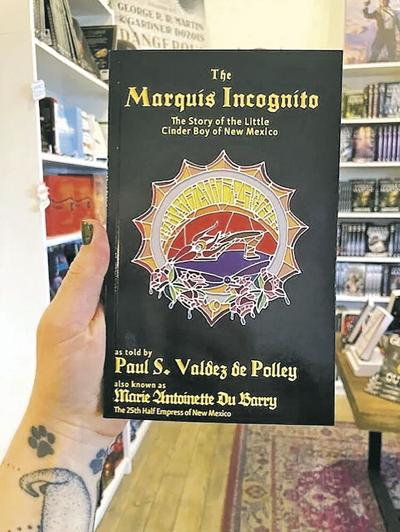 GEORGE R. R. MARTIN
& GARDNER DOZOIS
DANGEROUS
The
Marquis Incognito
The Story of the Little
Cinder Boy of New Mexico
as told by
Paul S. Valdez de Polley
also known as
Marie Antoinette Du Barry
The 25th Half Empress of New Mexico